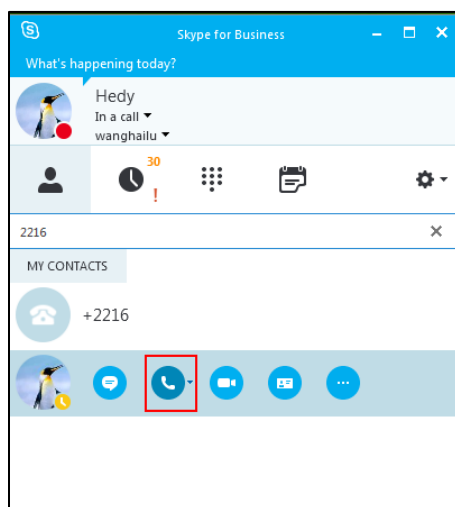 Skype for Business
What's happening today?
Hedy
In a call
wanghailu
30
!
2216
MY CONTACTS
+2216